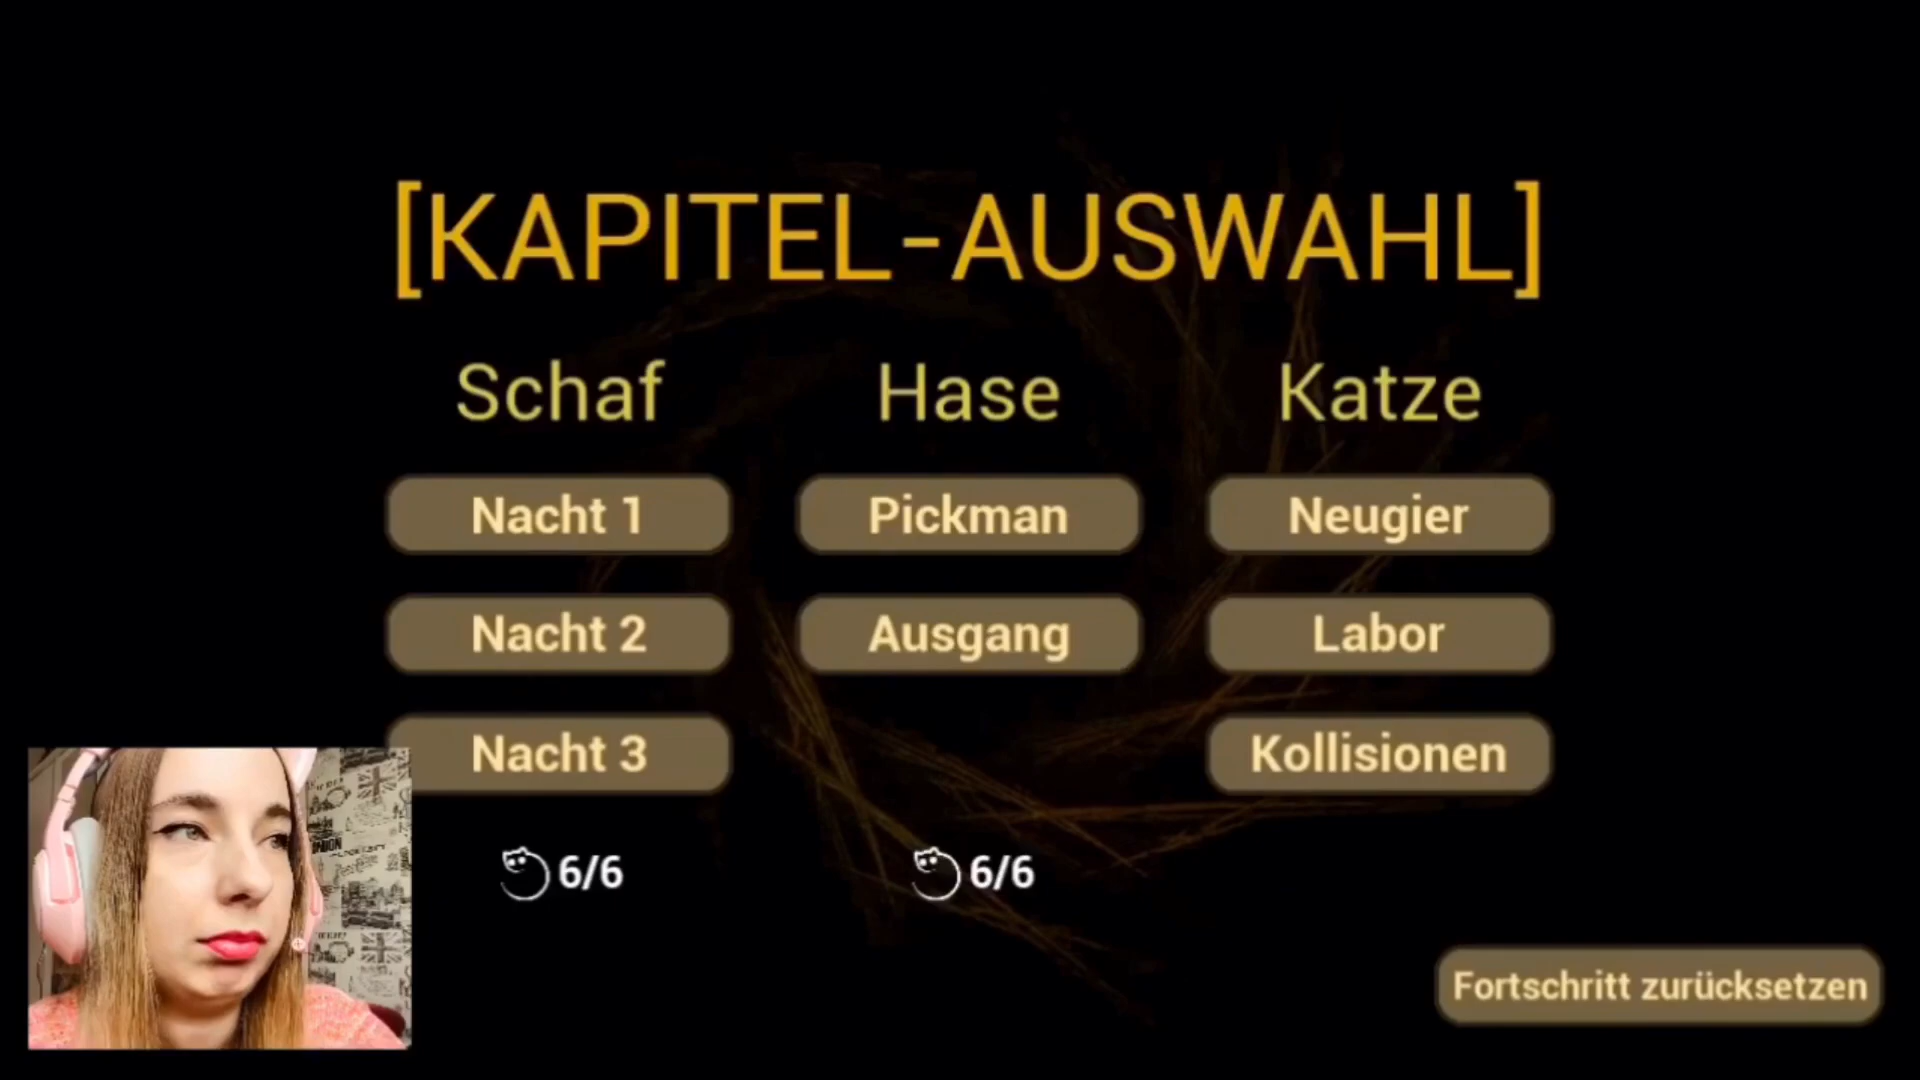 [KAPITEL-AUSWAHL]
Schaf Hase Katze
Nacht 1 Pickman Neugier
Nacht 2 Ausgang Labor
Nacht 3 Kollisionen
6/6 6/6
Fortschritt zurücksetzen